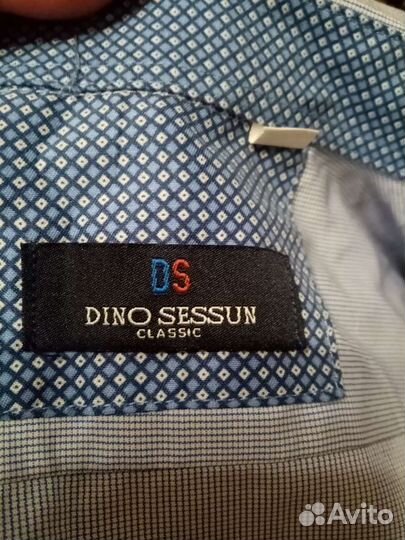 DS
DINO SESSUN
CLASSIC
Avito